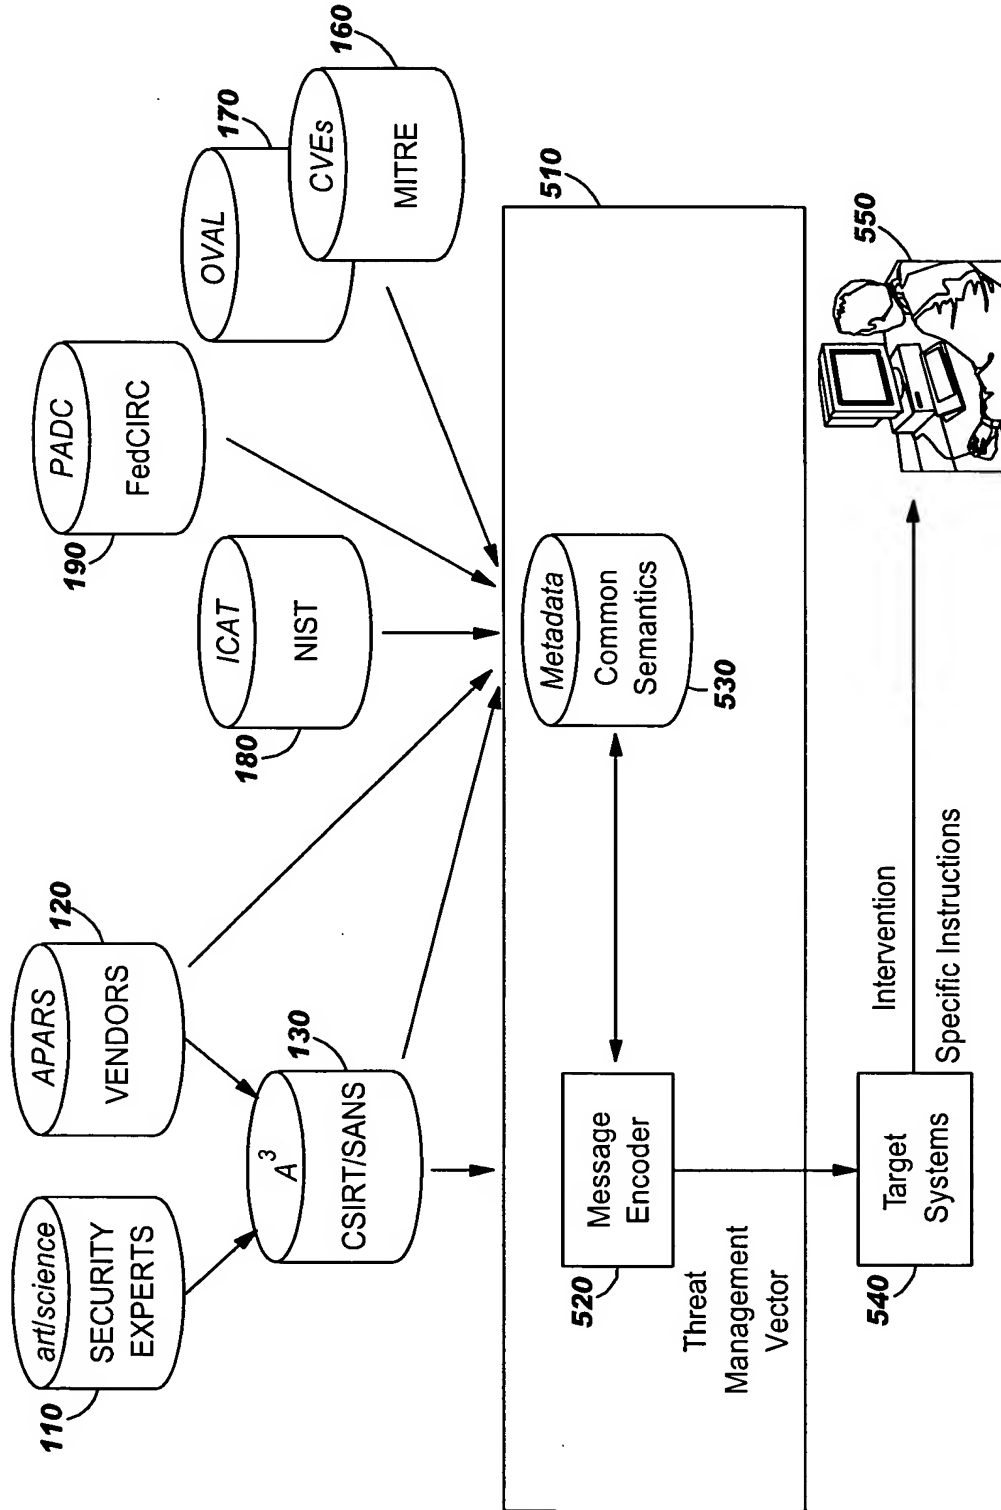 art/science
SECURITY
EXPERTS
110
APARS
VENDORS
120
A³
CSIRT/SANS
130
ICAT
NIST
180
PADC
FedCIRC
190
OVAL
170
CVEs
MITRE
160
510
Metadata
Common
Semantics
530
Message
Encoder
520
Threat
Management
Vector
Target
Systems
540
Intervention
Specific Instructions
550